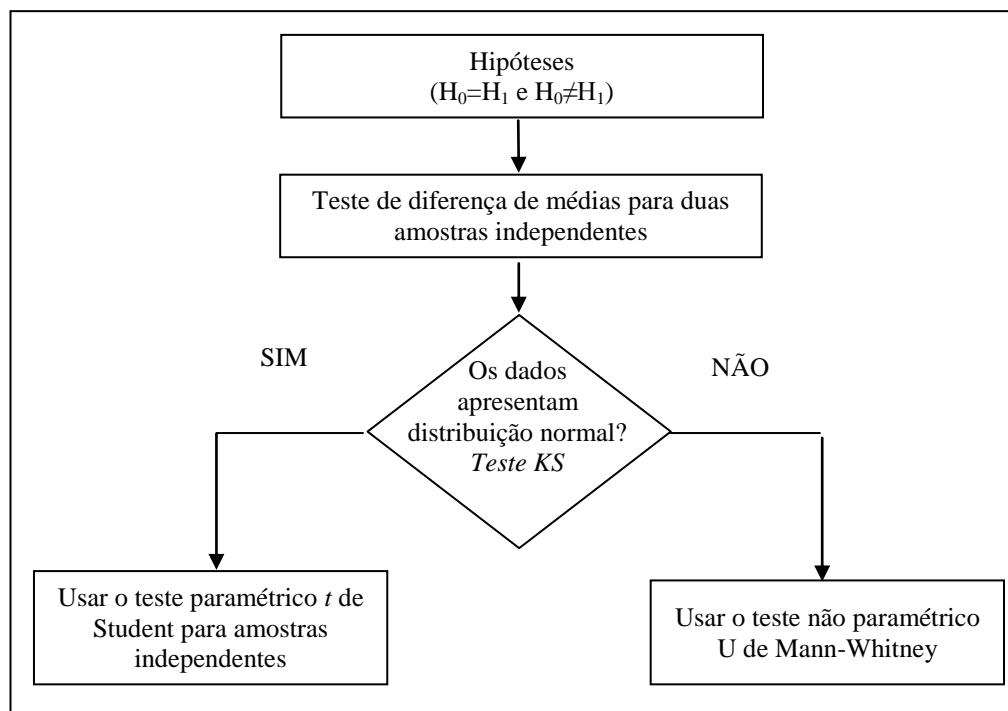 Hipóteses
(H₀=H₁ e H₀≠H₁)
Teste de diferença de médias para duas
amostras independentes
SIM
NÃO
Os dados
apresentam
distribuição normal?
Teste KS
Usar o teste paramétrico t de
Student para amostras
independentes
Usar o teste não paramétrico
U de Mann-Whitney